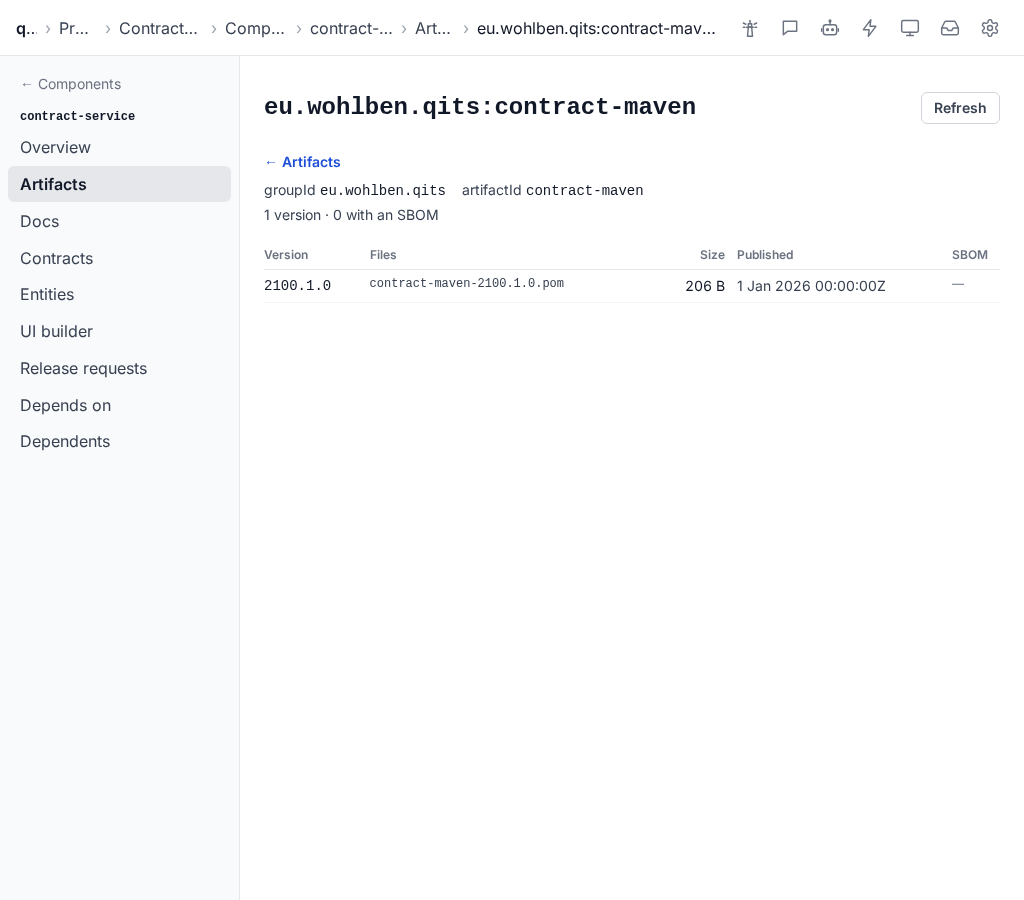 q... › Pr... › Contract... › Comp... › contract-... › Art... › eu.wohlben.qits:contract-mav...
← Components
contract-service
Overview
Artifacts
Docs
Contracts
Entities
UI builder
Release requests
Depends on
Dependents
eu.wohlben.qits:contract-maven
Refresh
← Artifacts
groupId eu.wohlben.qits artifactId contract-maven
1 version · 0 with an SBOM
Version Files Size Published SBOM
2100.1.0 contract-maven-2100.1.0.pom 206 B 1 Jan 2026 00:00:00Z —